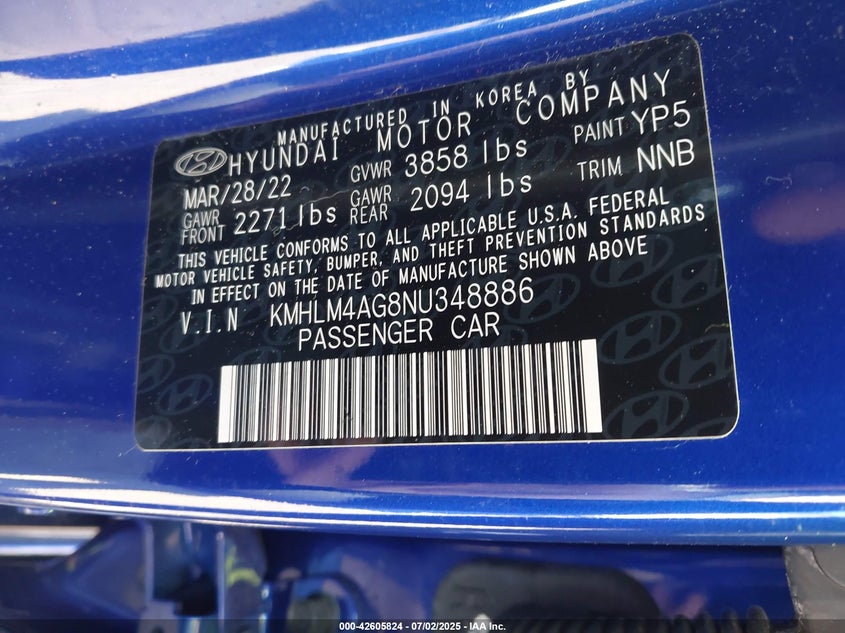 MANUFACTURED IN KOREA BY
HYUNDAI MOTOR COMPANY
MAR/28/22 GVWR 3858 lbs PAINT YP5
GAWR FRONT 2271 lbs GAWR REAR 2094 lbs TRIM NNB
THIS VEHICLE CONFORMS TO ALL APPLICABLE U.S.A. FEDERAL
MOTOR VEHICLE SAFETY, BUMPER, AND THEFT PREVENTION STANDARDS
IN EFFECT ON THE DATE OF MANUFACTURE SHOWN ABOVE
V.I.N KMHLM4AG8NU348886
PASSENGER CAR
000-42605824 / 07/02/2025 - IAA Inc.